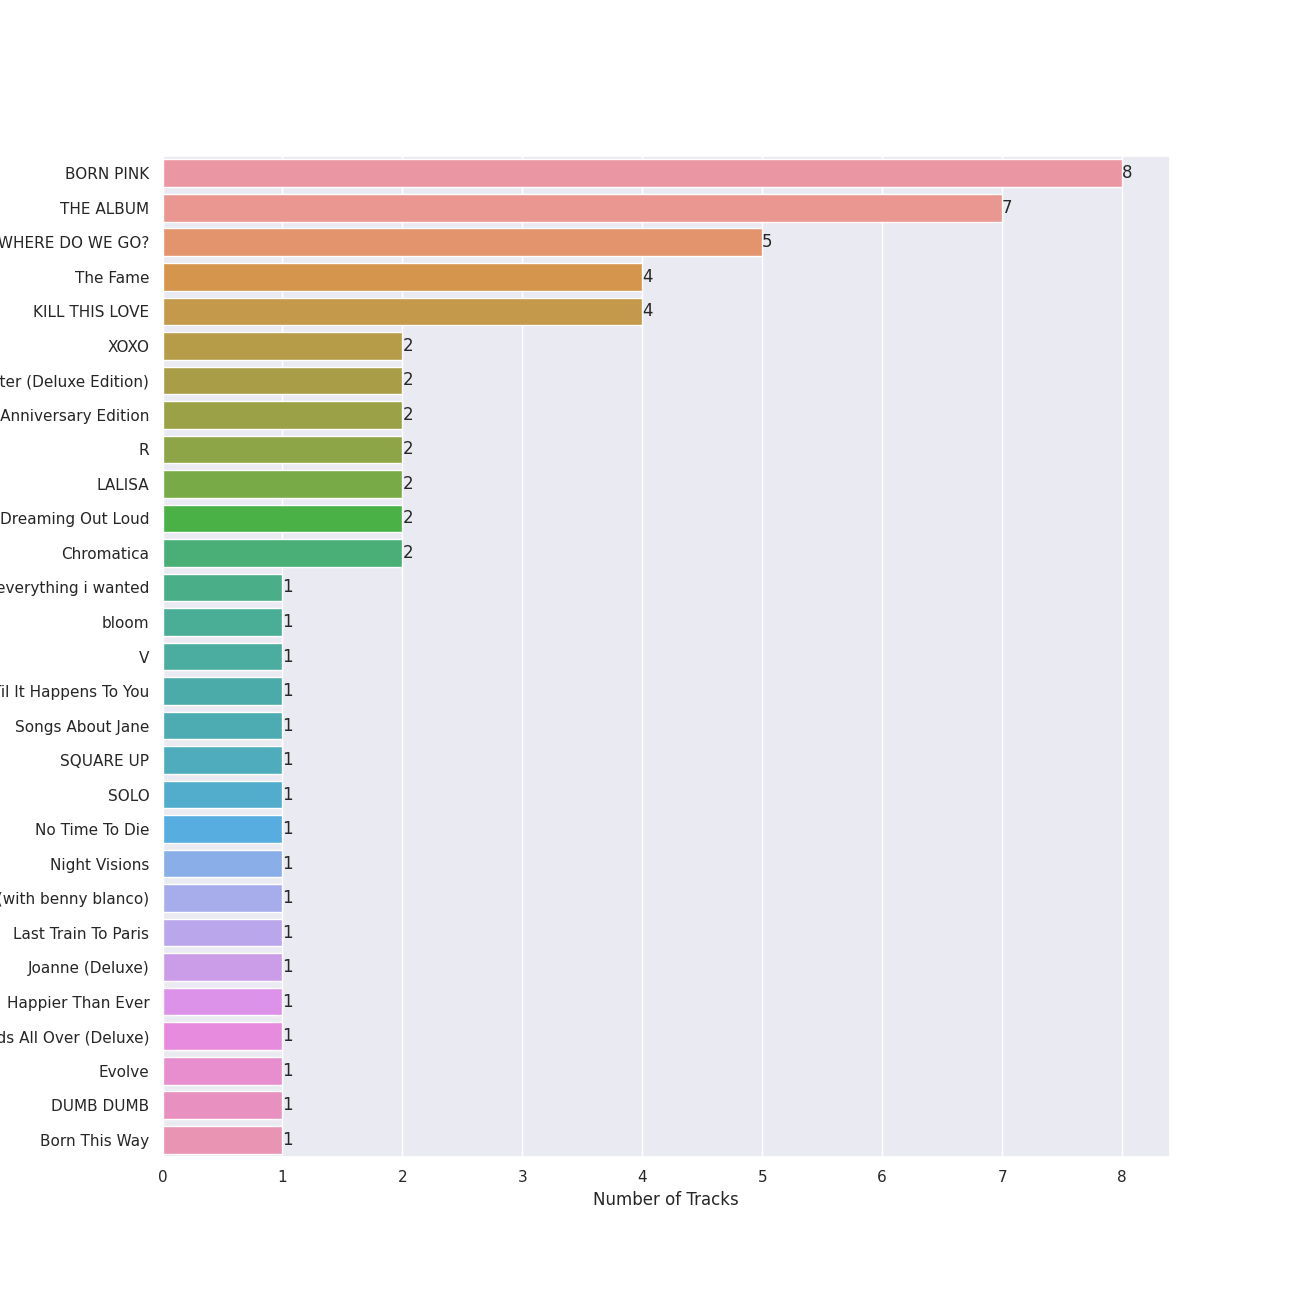 BORN PINK 8
THE ALBUM 7
WHERE DO WE GO? 5
The Fame 4
KILL THIS LOVE 4
XOXO 2
ter (Deluxe Edition) 2
Anniversary Edition 2
R 2
LALISA 2
Dreaming Out Loud 2
Chromatica 2
everything i wanted 1
bloom 1
V 1
il It Happens To You 1
Songs About Jane 1
SQUARE UP 1
SOLO 1
No Time To Die 1
Night Visions 1
(with benny blanco) 1
Last Train To Paris 1
Joanne (Deluxe) 1
Happier Than Ever 1
ds All Over (Deluxe) 1
Evolve 1
DUMB DUMB 1
Born This Way 1
0 1 2 3 4 5 6 7 8
Number of Tracks